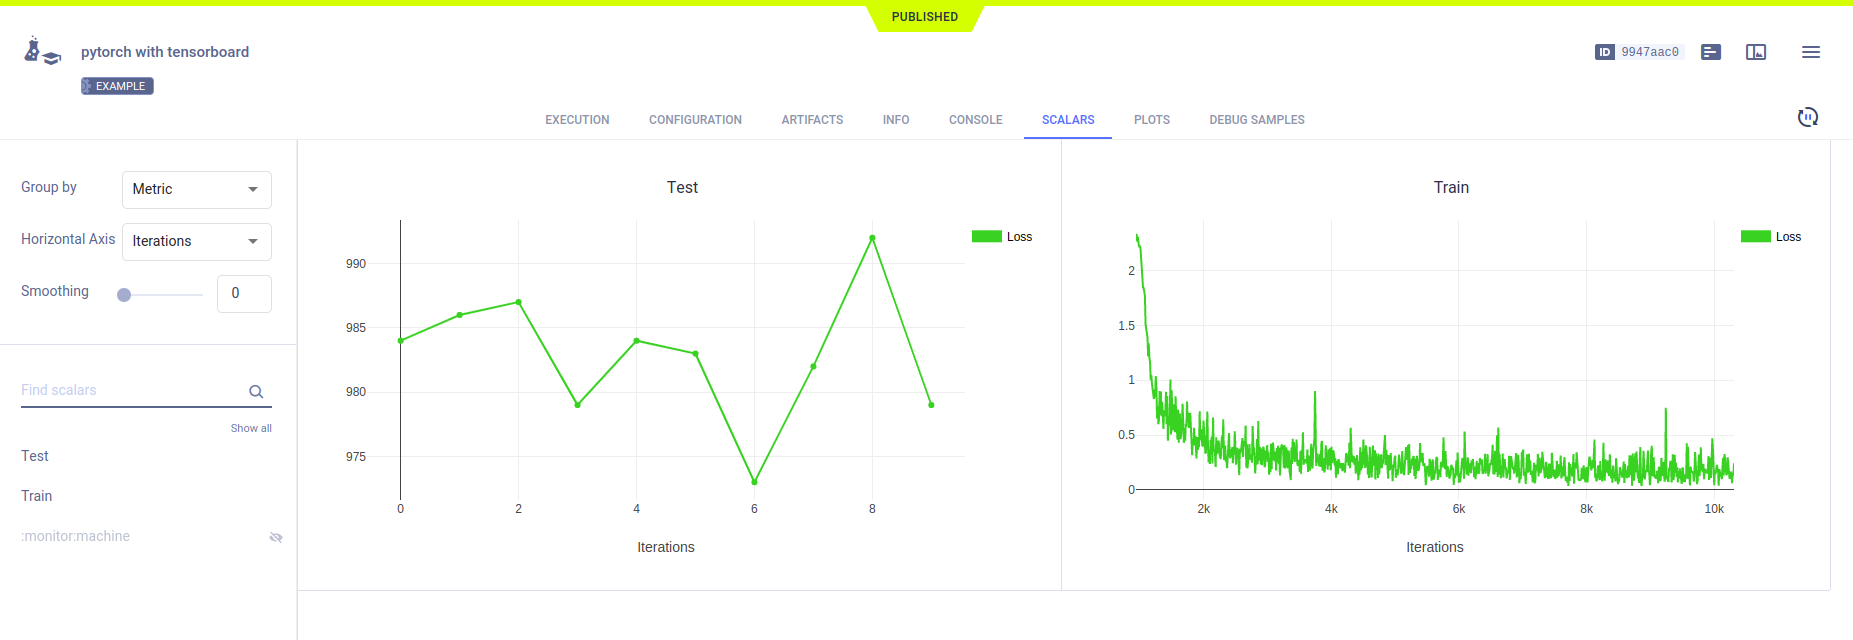 PUBLISHED
pytorch with tensorboard
ID 9947aac0
EXAMPLE
EXECUTION CONFIGURATION ARTIFACTS INFO CONSOLE SCALARS PLOTS DEBUG SAMPLES
Group by Metric
Horizontal Axis Iterations
Smoothing 0
Find scalars
Show all
Test
Train
:monitor:machine
Test
Loss
990
985
980
975
0 2 4 6 8
Iterations
Train
Loss
2
1.5
1
0.5
0
2k 4k 6k 8k 10k
Iterations